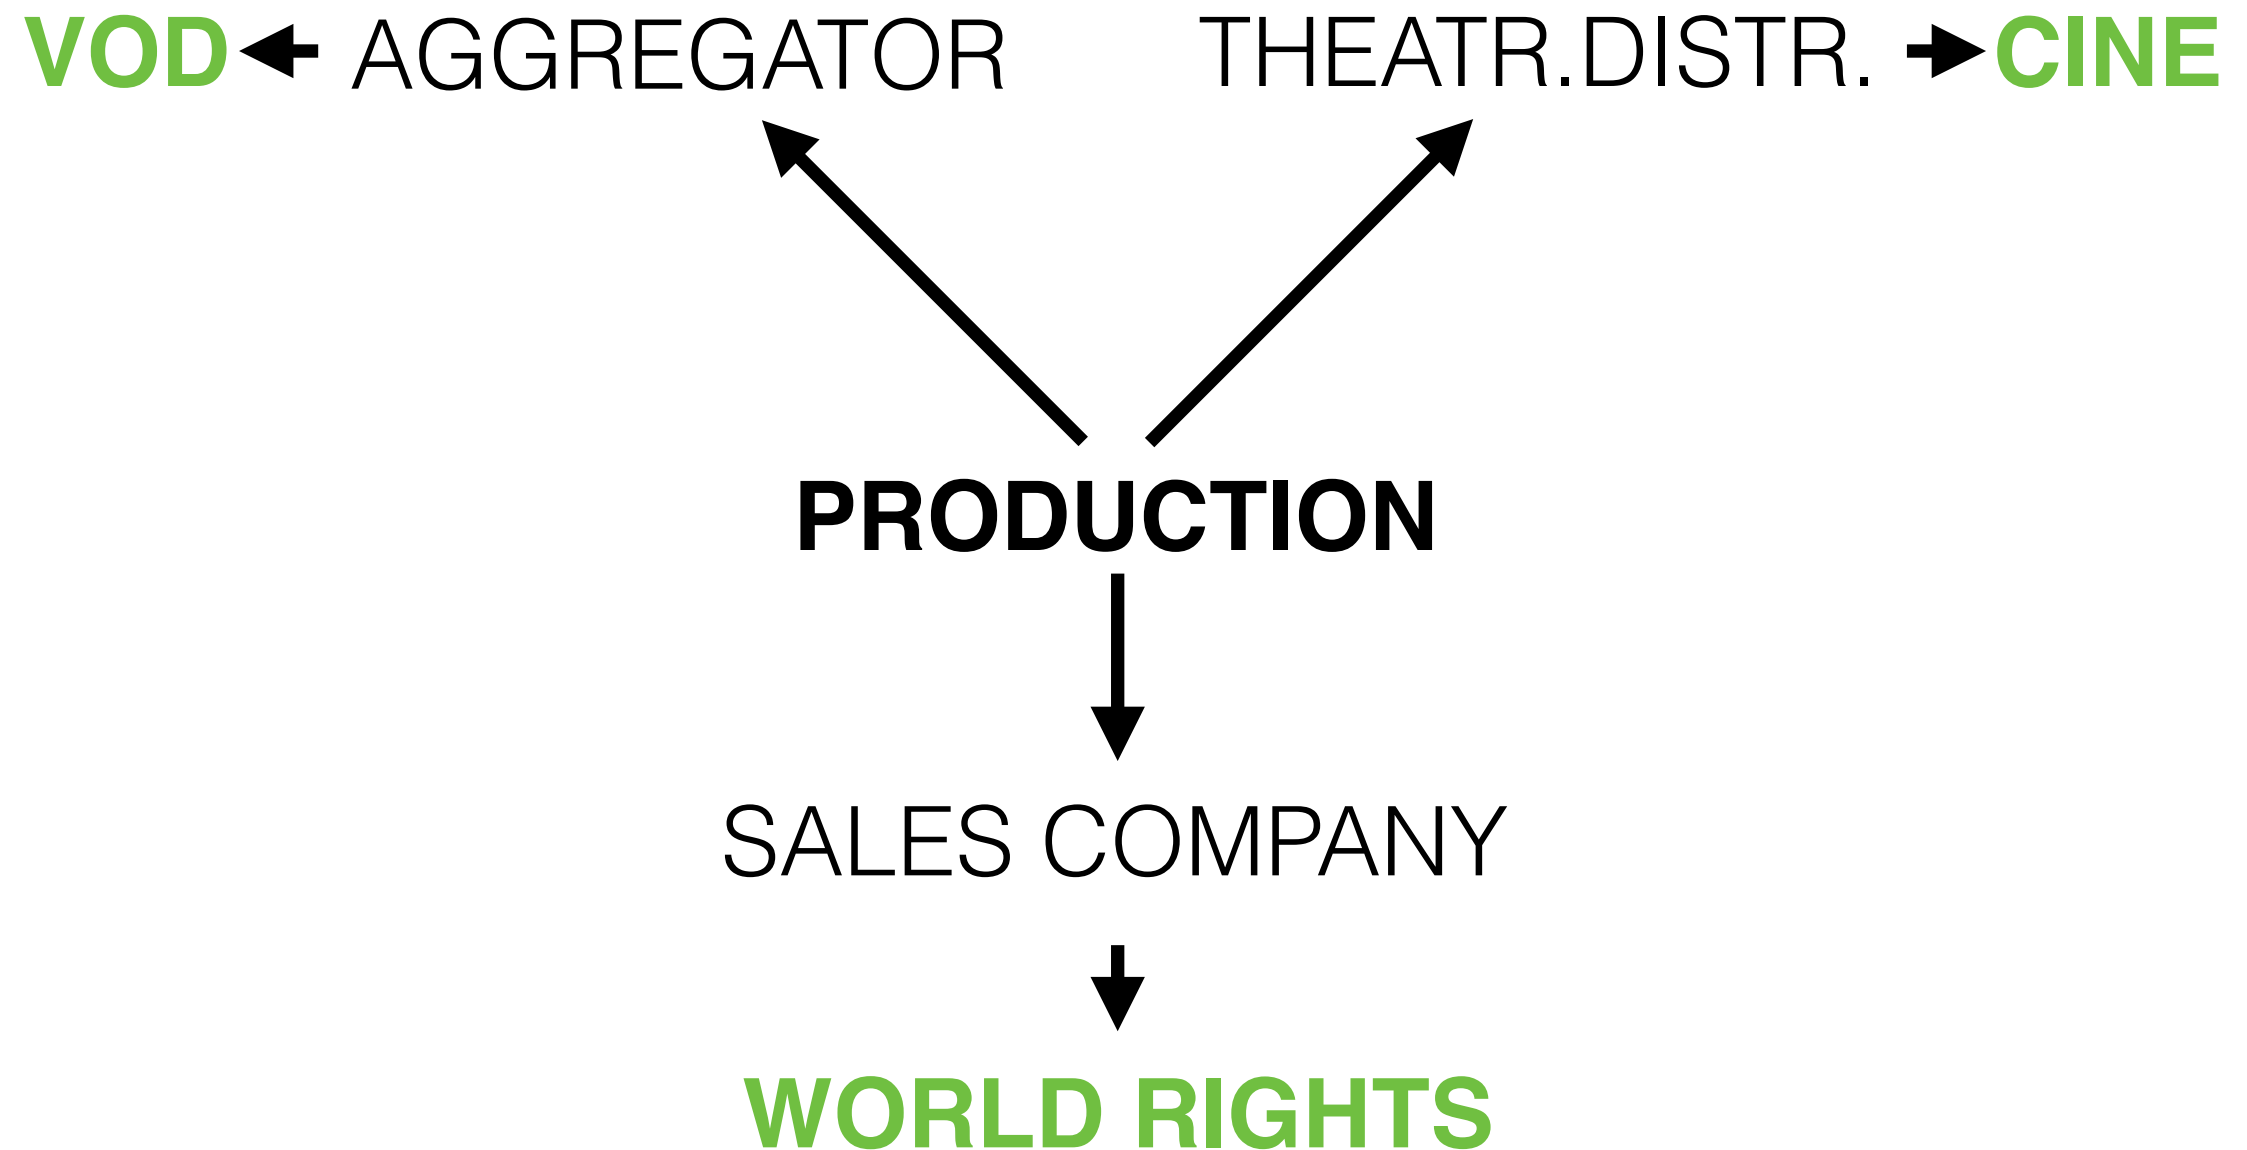 VOD AGGREGATOR THEATR.DISTR. CINE
PRODUCTION
SALES COMPANY
WORLD RIGHTS